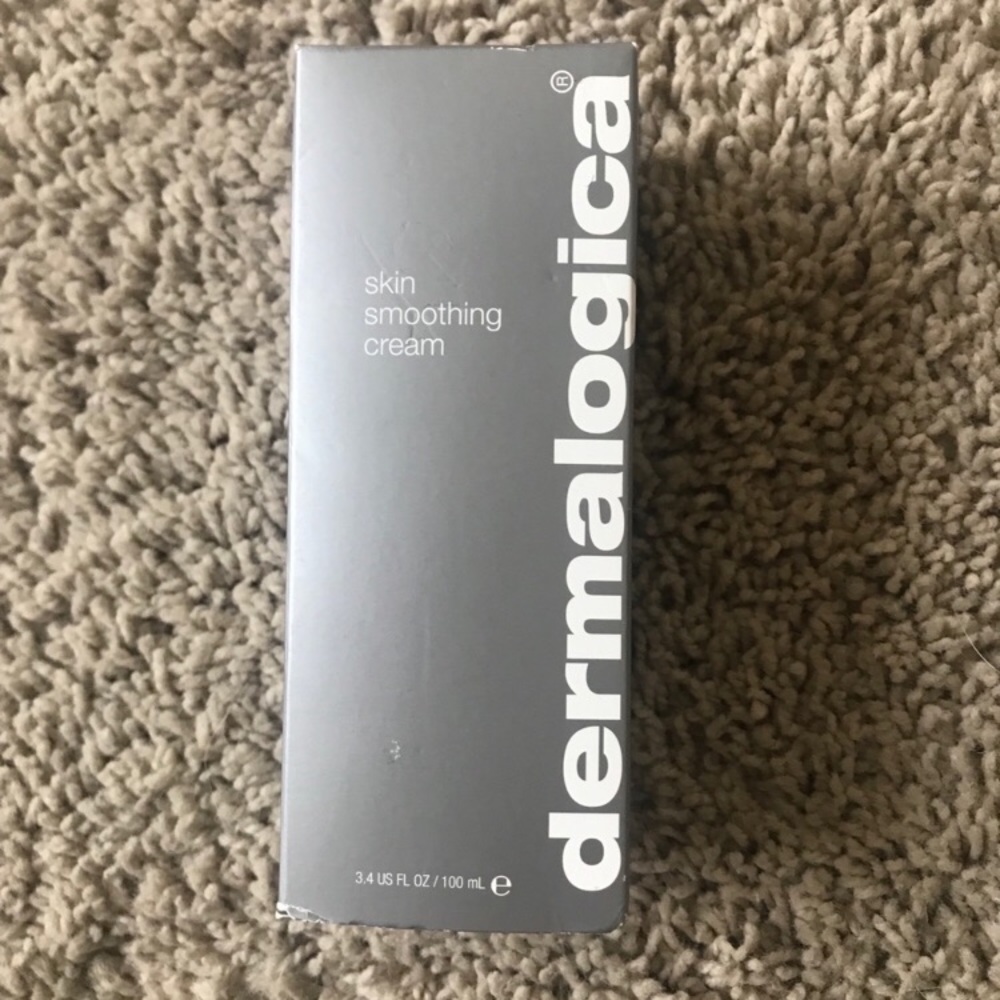 skin
smoothing
cream
dermalogica®
3.4 US FL OZ / 100 mL ℮